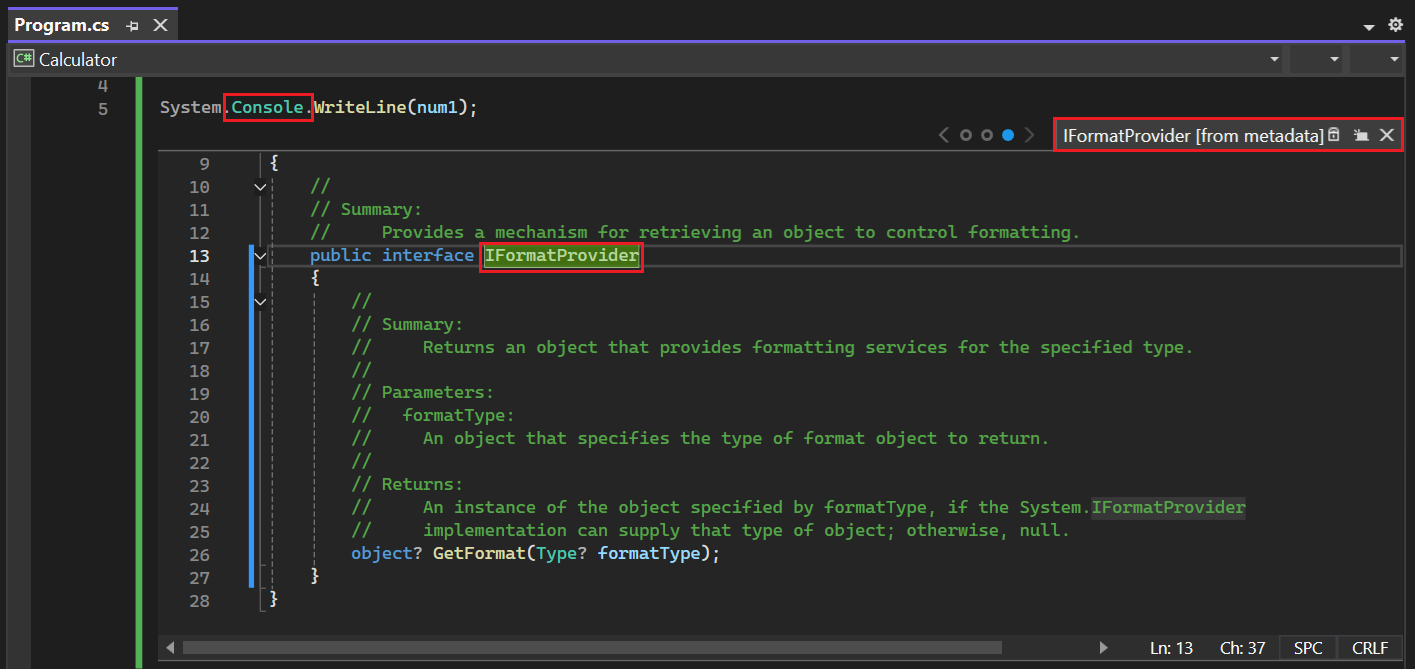 Program.cs
C# Calculator
4
5 System.Console.WriteLine(num1);
IFormatProvider [from metadata]
9 {
10 //
11 // Summary:
12 //     Provides a mechanism for retrieving an object to control formatting.
13 public interface IFormatProvider
14 {
15 //
16 // Summary:
17 //     Returns an object that provides formatting services for the specified type.
18 //
19 // Parameters:
20 //   formatType:
21 //     An object that specifies the type of format object to return.
22 //
23 // Returns:
24 //     An instance of the object specified by formatType, if the System.IFormatProvider
25 //     implementation can supply that type of object; otherwise, null.
26 object? GetFormat(Type? formatType);
27 }
28 }
Ln: 13 Ch: 37 SPC CRLF